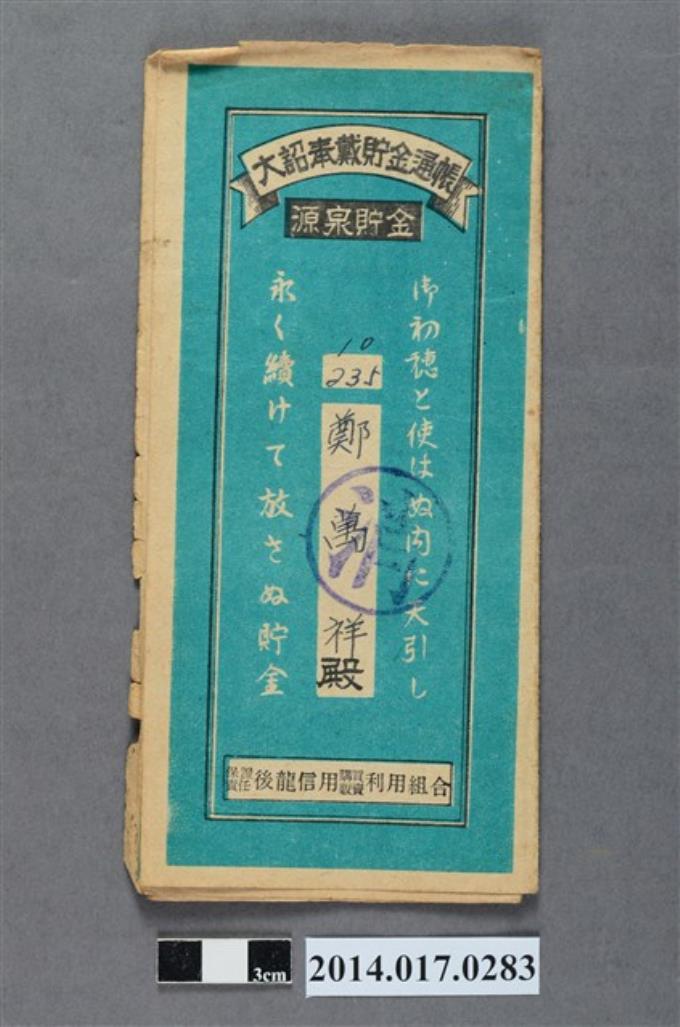 大詔奉戴貯金通帳
源泉貯金
御初穂と使はぬ内に天引し
10
235
鄭萬祥殿
済
永く續けて放さぬ貯金
保證責任後龍信用購買販賣利用組合
3cm
2014.017.0283